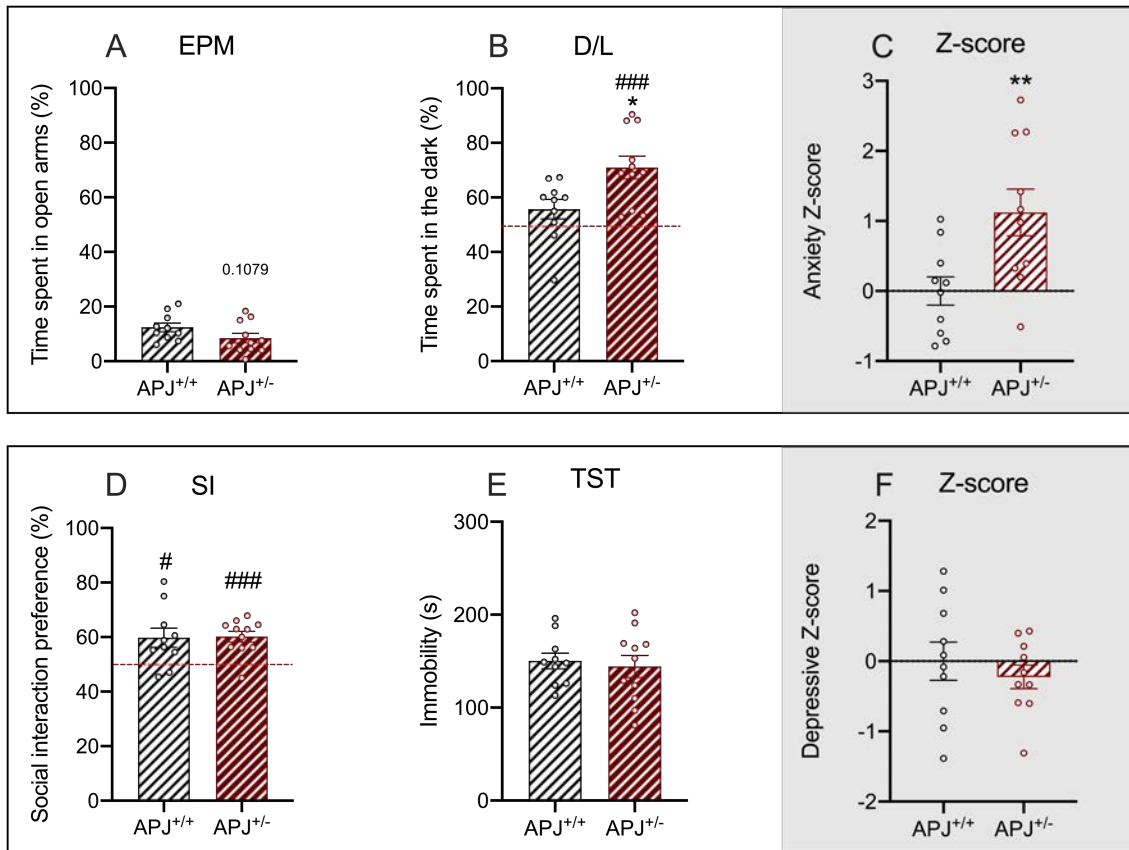 A EPM
Time spent in open arms (%)
100
80
60
40
20
0
0.1079
APJ+/+ APJ+/-
B D/L
Time spent in the dark (%)
100
80
60
40
20
0
###
*
APJ+/+ APJ+/-
C Z-score
Anxiety Z-score
3
2
1
0
-1
**
APJ+/+ APJ+/-
D SI
Social interaction preference (%)
100
80
60
40
20
0
#
###
APJ+/+ APJ+/-
E TST
Immobility (s)
300
200
100
0
APJ+/+ APJ+/-
F Z-score
Depressive Z-score
2
1
0
-1
-2
APJ+/+ APJ+/-